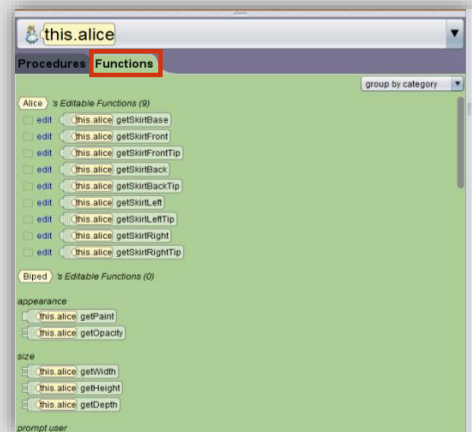 this.alice
Procedures Functions
group by category
Alice 's Editable Functions (9)
edit this.alice getSkirtBase
edit this.alice getSkirtFront
edit this.alice getSkirtFrontTip
edit this.alice getSkirtBack
edit this.alice getSkirtBackTip
edit this.alice getSkirtLeft
edit this.alice getSkirtLeftTip
edit this.alice getSkirtRight
edit this.alice getSkirtRightTip
Biped 's Editable Functions (0)
appearance
this.alice getPaint
this.alice getOpacity
size
this.alice getWidth
this.alice getHeight
this.alice getDepth
prompt user